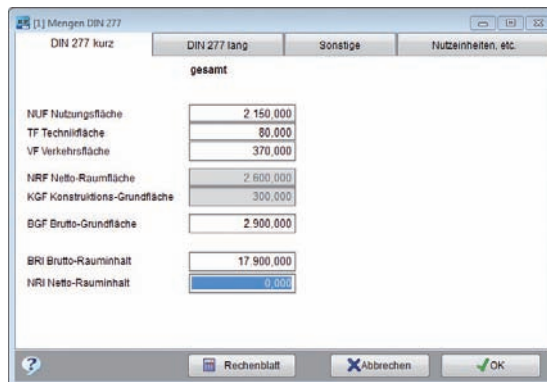 [1] Mengen DIN 277
DIN 277 kurz DIN 277 lang Sonstige Nutzeinheiten, etc.
gesamt
NUF Nutzungsfläche 2.150,000
TF Technikfläche 80,000
VF Verkehrsfläche 370,000
NRF Netto-Raumfläche 2.600,000
KGF Konstruktions-Grundfläche 300,000
BGF Brutto-Grundfläche 2.900,000
BRI Brutto-Rauminhalt 17.900,000
NRI Netto-Rauminhalt 0,000
? Rechenblatt Abbrechen OK